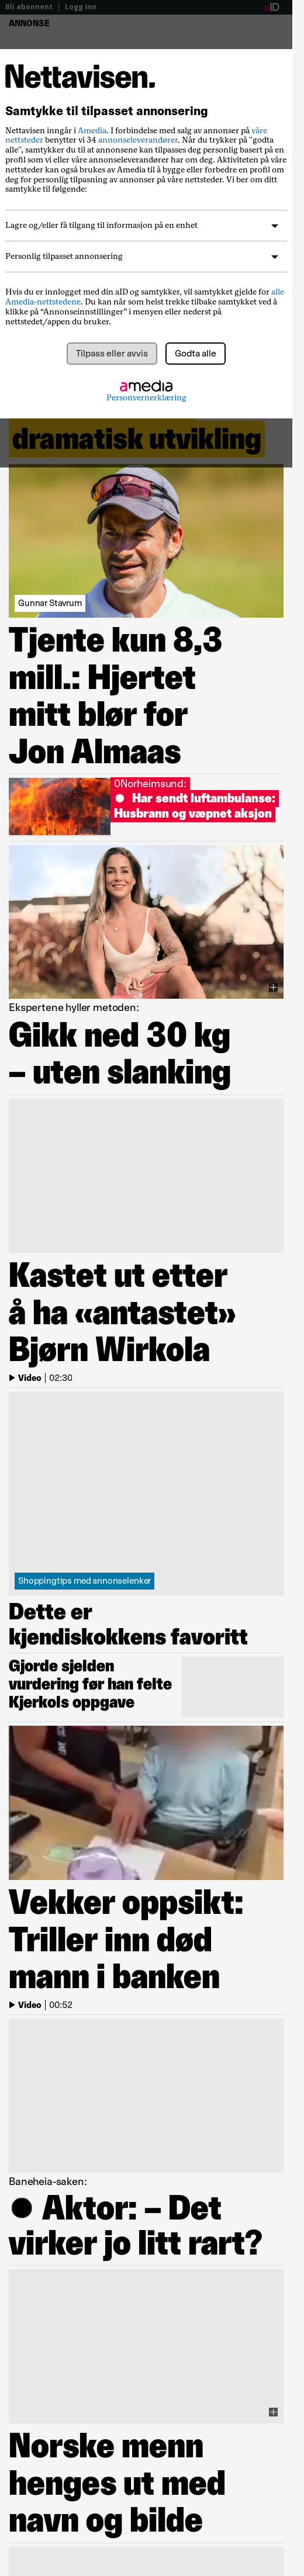 Bli abonnent | Logg inn
aID
ANNONSE
Nettavisen.
Samtykke til tilpasset annonsering
Nettavisen inngår i Amedia. I forbindelse med salg av annonser på våre
nettsteder benytter vi 34 annonseleverandører. Når du trykker på "godta
alle", samtykker du til at annonsene kan tilpasses deg personlig basert på en
profil som vi eller våre annonseleverandører har om deg. Aktiviteten på våre
nettsteder kan også brukes av Amedia til å bygge eller forbedre en profil om
deg for personlig tilpasning av annonser på våre nettsteder. Vi ber om ditt
samtykke til følgende:
Lagre og/eller få tilgang til informasjon på en enhet
Personlig tilpasset annonsering
Hvis du er innlogget med din aID og samtykker, vil samtykket gjelde for alle
Amedia-nettstedene. Du kan når som helst trekke tilbake samtykket ved å
klikke på “Annonseinnstillinger” i menyen eller nederst på
nettstedet/appen du bruker.
Tilpass eller avvis
Godta alle
amedia
Personvernerklæring
dramatisk utvikling
Gunnar Stavrum
Tjente kun 8,3
mill.: Hjertet
mitt blør for
Jon Almaas
0Norheimsund:
Har sendt luftambulanse:
Husbrann og væpnet aksjon
Ekspertene hyller metoden:
Gikk ned 30 kg
– uten slanking
Kastet ut etter
å ha «antastet»
Bjørn Wirkola
Video | 02:30
Shoppingtips med annonselenker
Dette er
kjendiskokkens favoritt
Gjorde sjelden
vurdering før han felte
Kjerkols oppgave
Vekker oppsikt:
Triller inn død
mann i banken
Video | 00:52
Baneheia-saken:
Aktor: – Det
virker jo litt rart?
Norske menn
henges ut med
navn og bilde